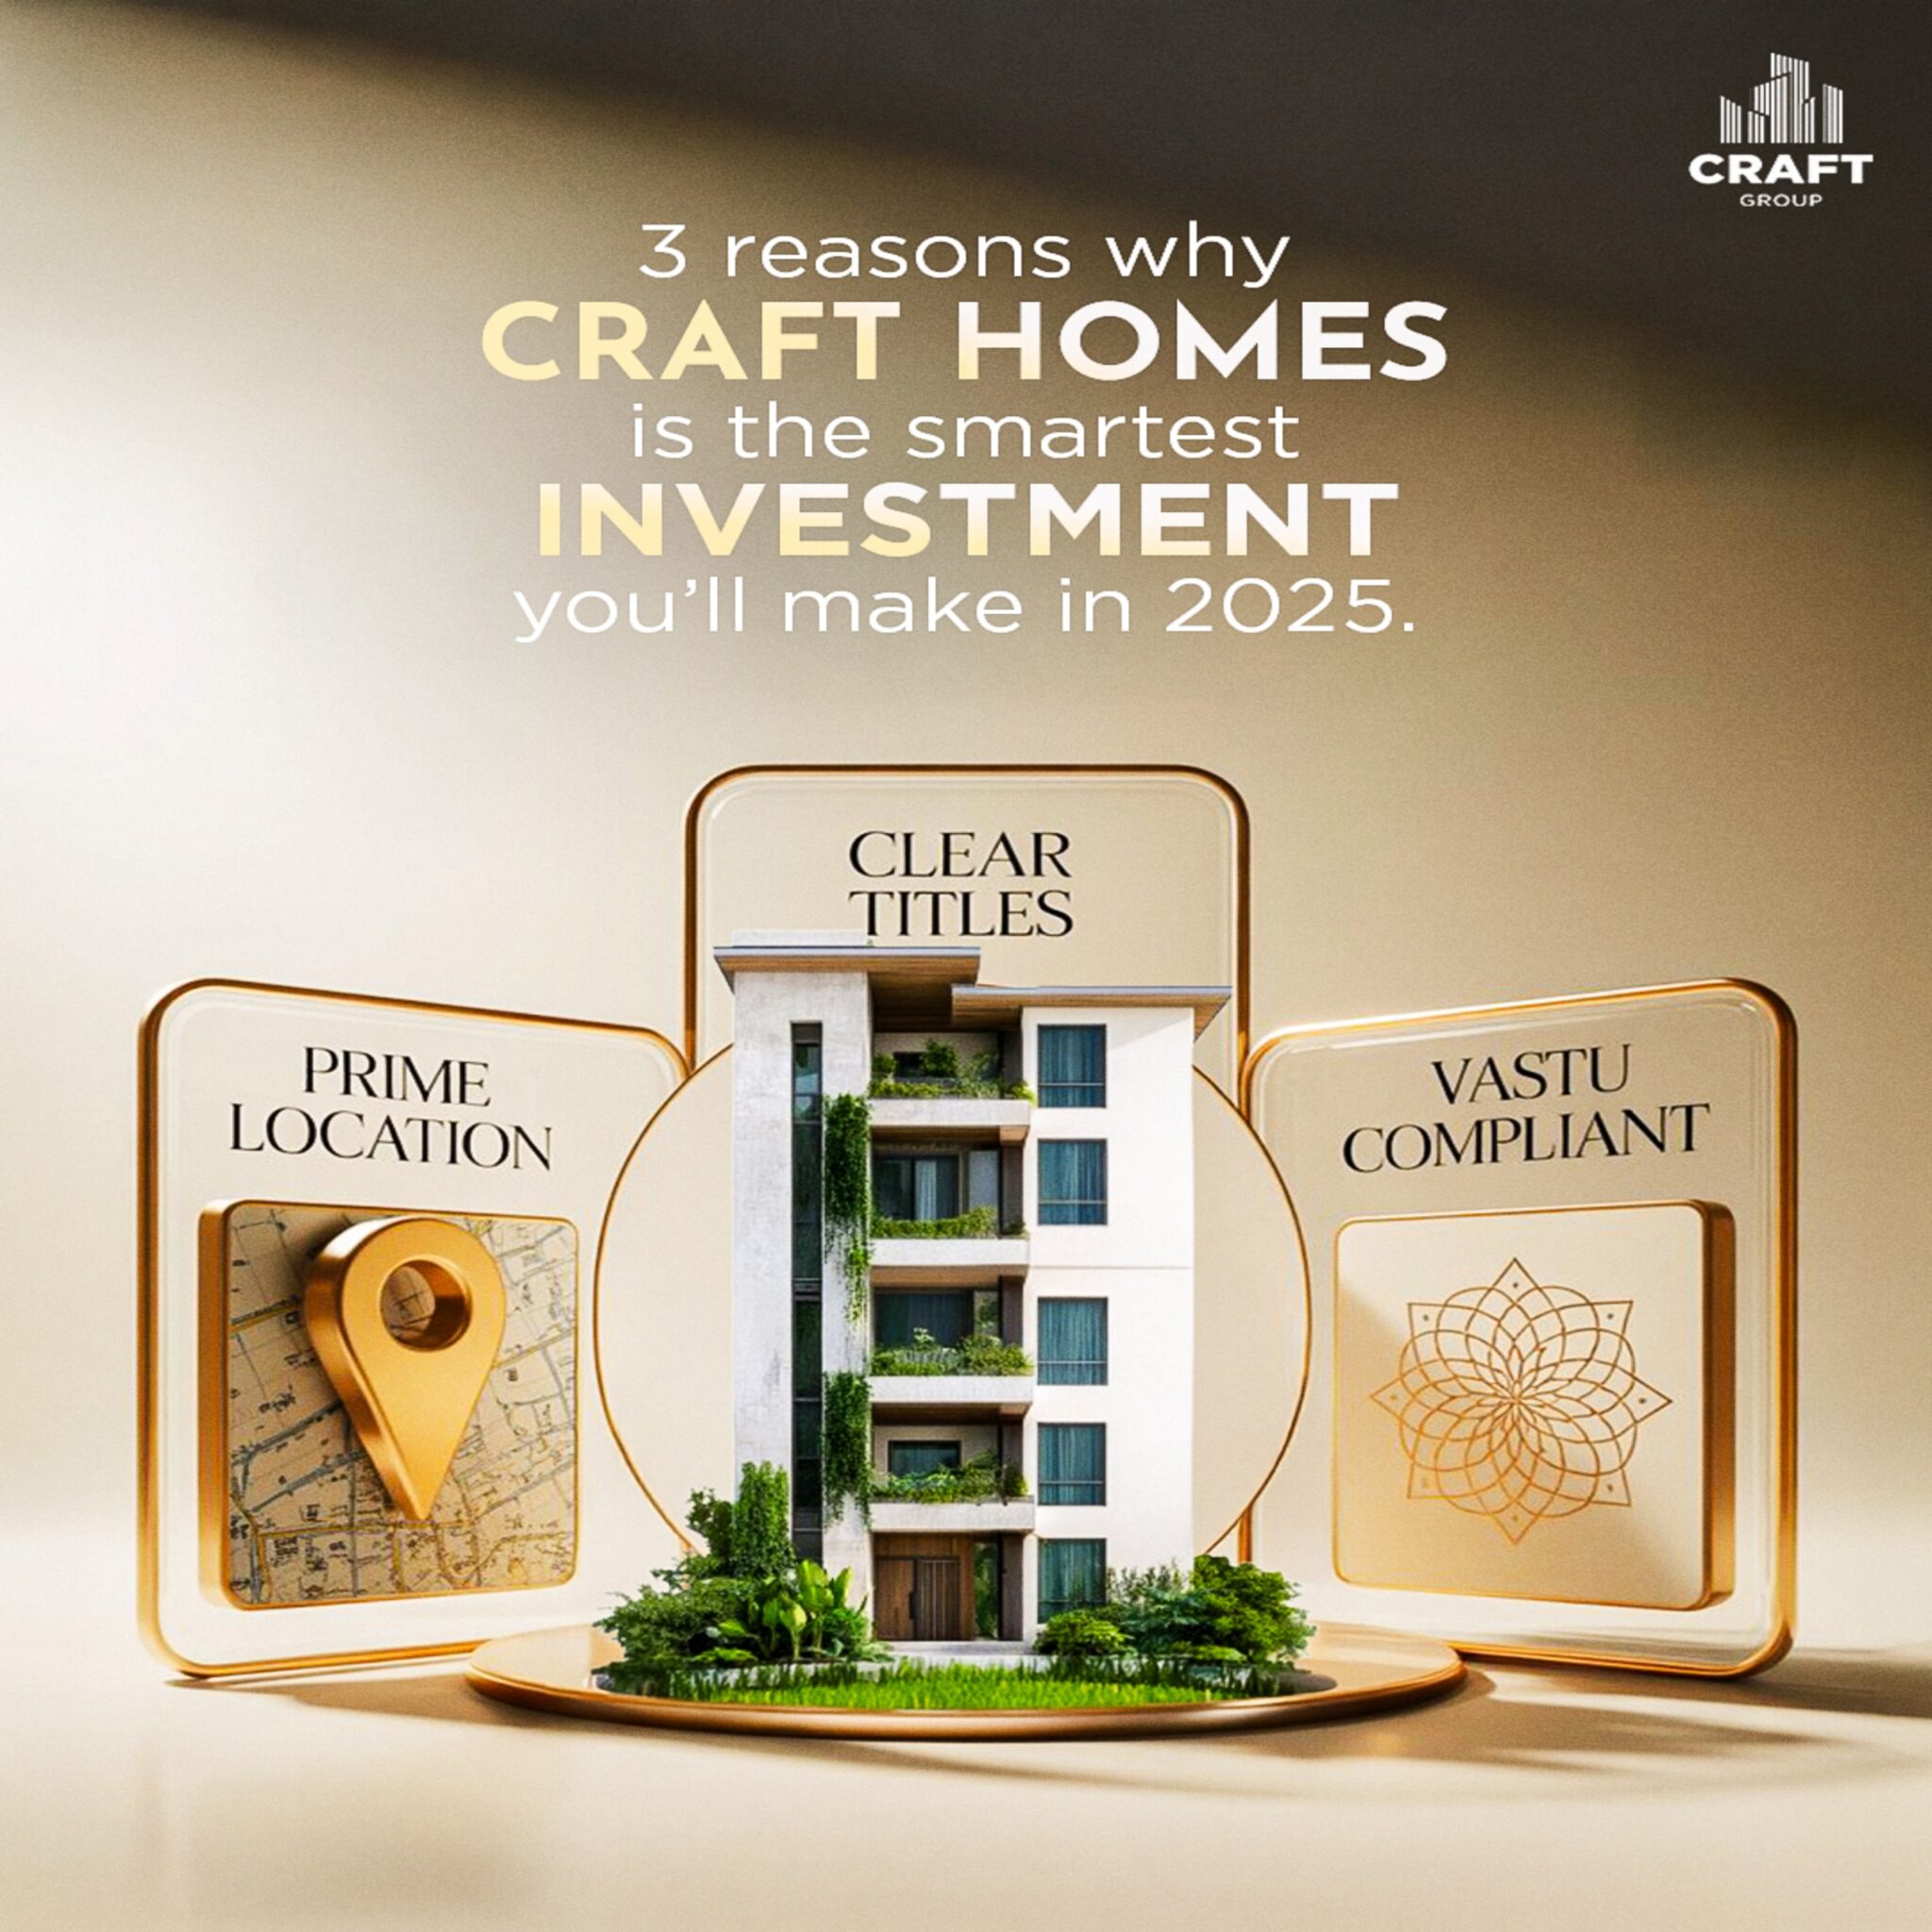 CRAFT
GROUP
3 reasons why
CRAFT HOMES
is the smartest
INVESTMENT
you'll make in 2025.
CLEAR
TITLES
PRIME
LOCATION
VASTU
COMPLIANT